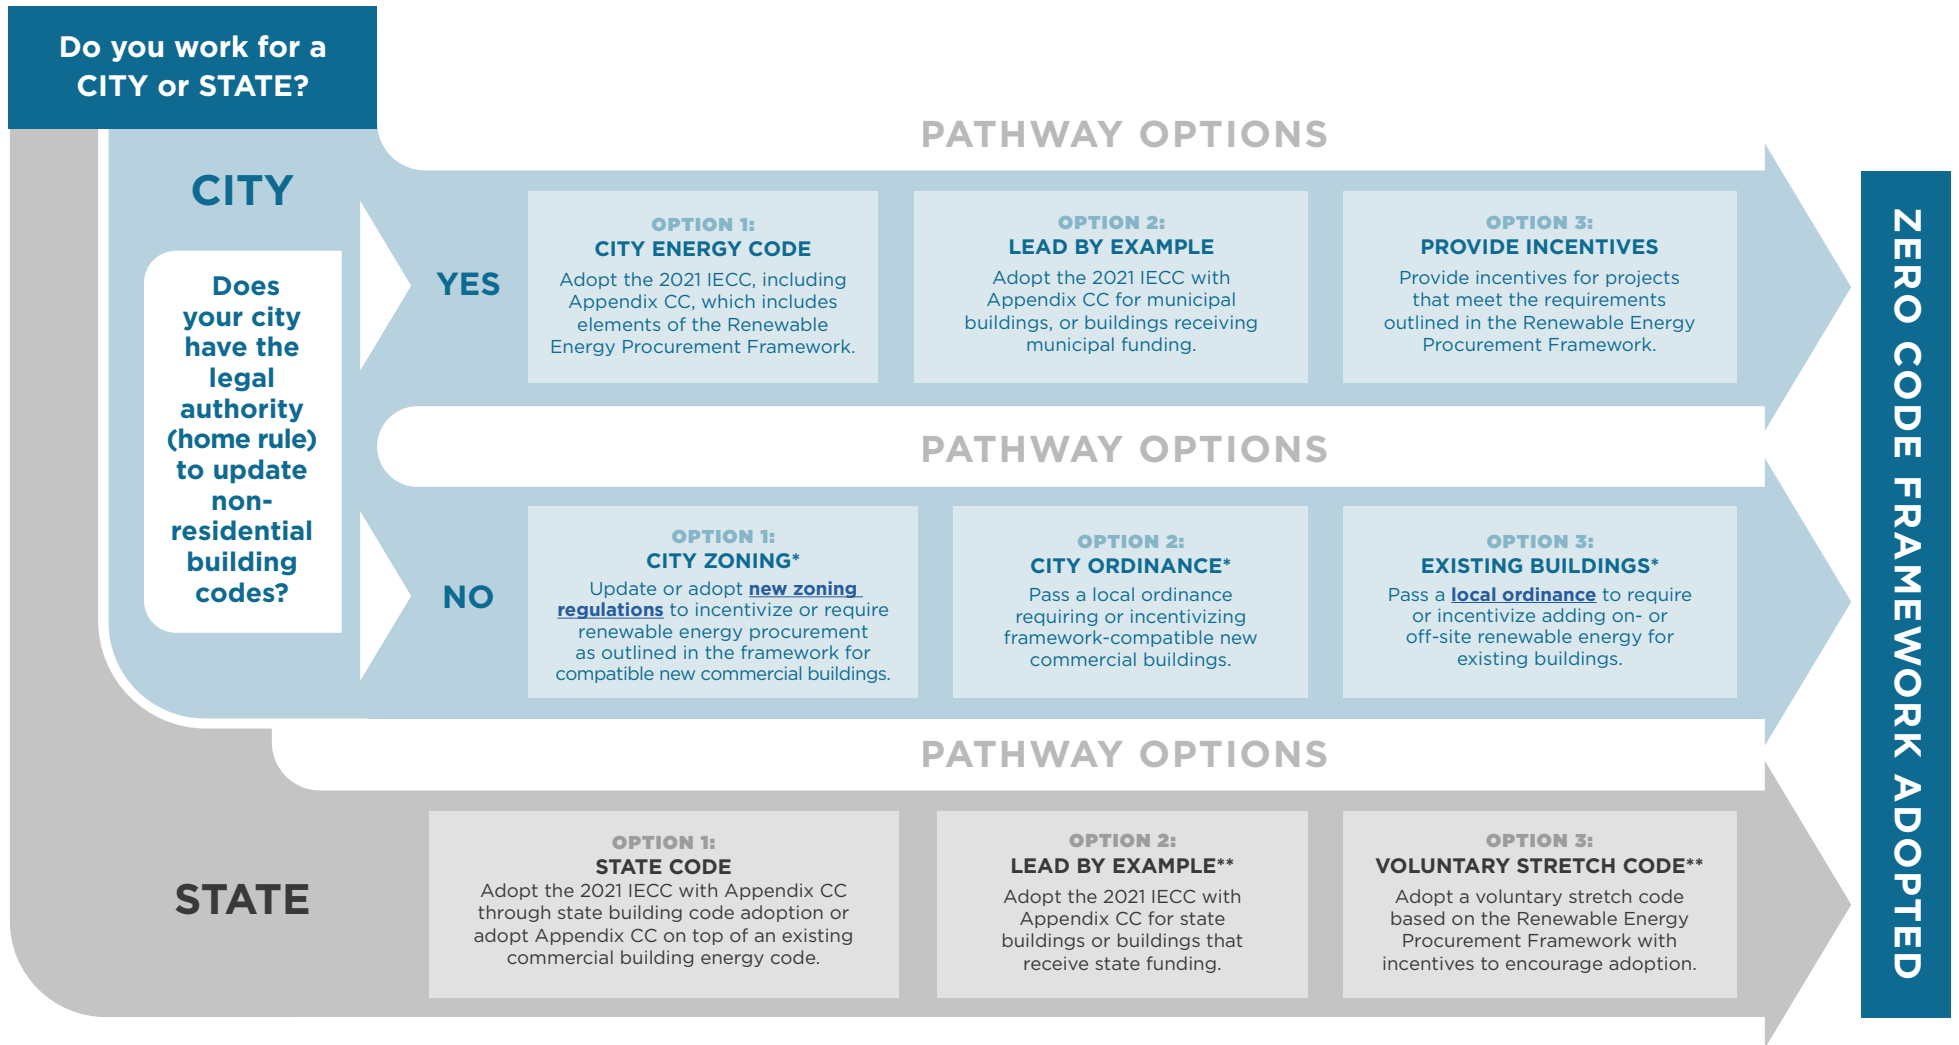 Do you work for a
CITY or STATE?
PATHWAY OPTIONS
CITY
Does
your city
have the
legal
authority
(home rule)
to update
non-
residential
building
codes?
YES
OPTION 1:
CITY ENERGY CODE
Adopt the 2021 IECC, including
Appendix CC, which includes
elements of the Renewable
Energy Procurement Framework.
OPTION 2:
LEAD BY EXAMPLE
Adopt the 2021 IECC with
Appendix CC for municipal
buildings, or buildings receiving
municipal funding.
OPTION 3:
PROVIDE INCENTIVES
Provide incentives for projects
that meet the requirements
outlined in the Renewable Energy
Procurement Framework.
PATHWAY OPTIONS
NO
OPTION 1:
CITY ZONING*
Update or adopt new zoning
regulations to incentivize or require
renewable energy procurement
as outlined in the framework for
compatible new commercial buildings.
OPTION 2:
CITY ORDINANCE*
Pass a local ordinance
requiring or incentivizing
framework-compatible new
commercial buildings.
OPTION 3:
EXISTING BUILDINGS*
Pass a local ordinance to require
or incentivize adding on- or
off-site renewable energy for
existing buildings.
PATHWAY OPTIONS
STATE
OPTION 1:
STATE CODE
Adopt the 2021 IECC with Appendix CC
through state building code adoption or
adopt Appendix CC on top of an existing
commercial building energy code.
OPTION 2:
LEAD BY EXAMPLE**
Adopt the 2021 IECC with
Appendix CC for state
buildings or buildings that
receive state funding.
OPTION 3:
VOLUNTARY STRETCH CODE**
Adopt a voluntary stretch code
based on the Renewable Energy
Procurement Framework with
incentives to encourage adoption.
ZERO CODE FRAMEWORK ADOPTED